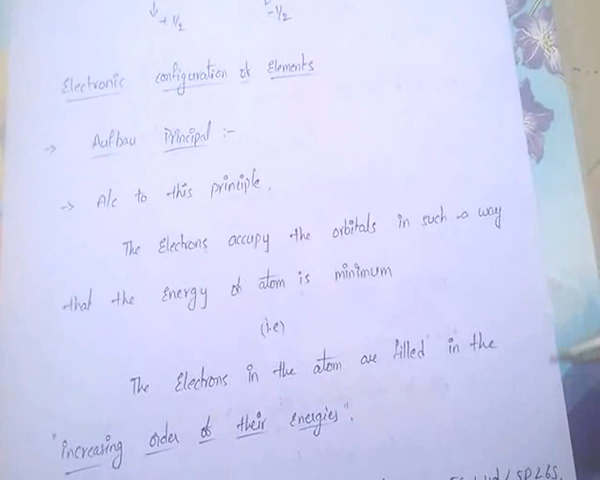 + 1/2 - 1/2
Electronic configuration of Elements
→ Aufbau Principal :-
→ A/c to this principle.
The Electrons occupy the orbitals in such a way
that the Energy of atom is minimum
(i.e)
The Electrons in the atom are filled in the
"increasing order of their Energies".